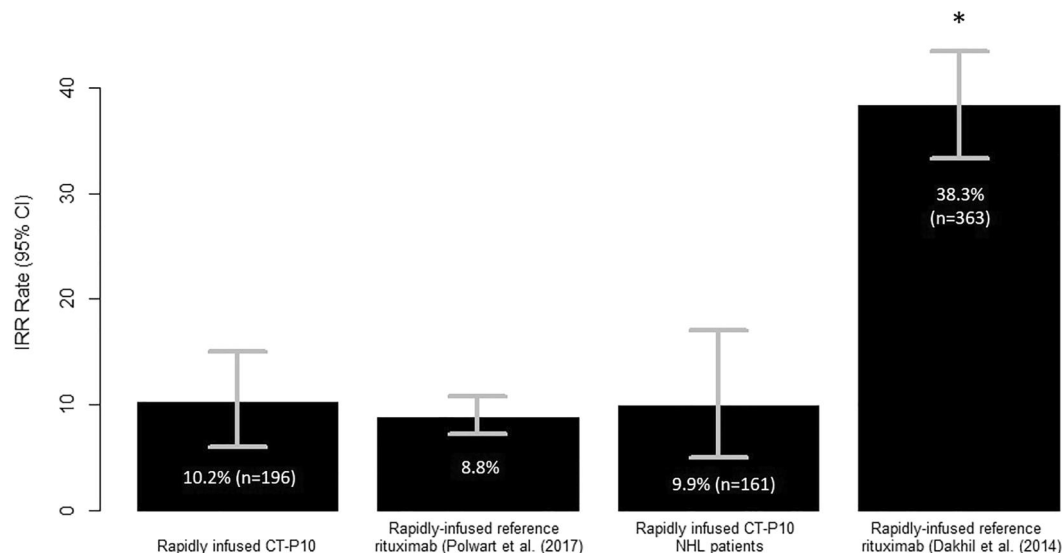 *
IRR Rate (95% CI)
40
30
20
10
0
10.2% (n=196)
8.8%
9.9% (n=161)
38.3%
(n=363)
Rapidly infused CT-P10
Rapidly-infused reference
rituximab (Polwart et al. (2017)
Rapidly infused CT-P10
NHL patients
Rapidly-infused reference
rituximab (Dakhil et al. (2014)